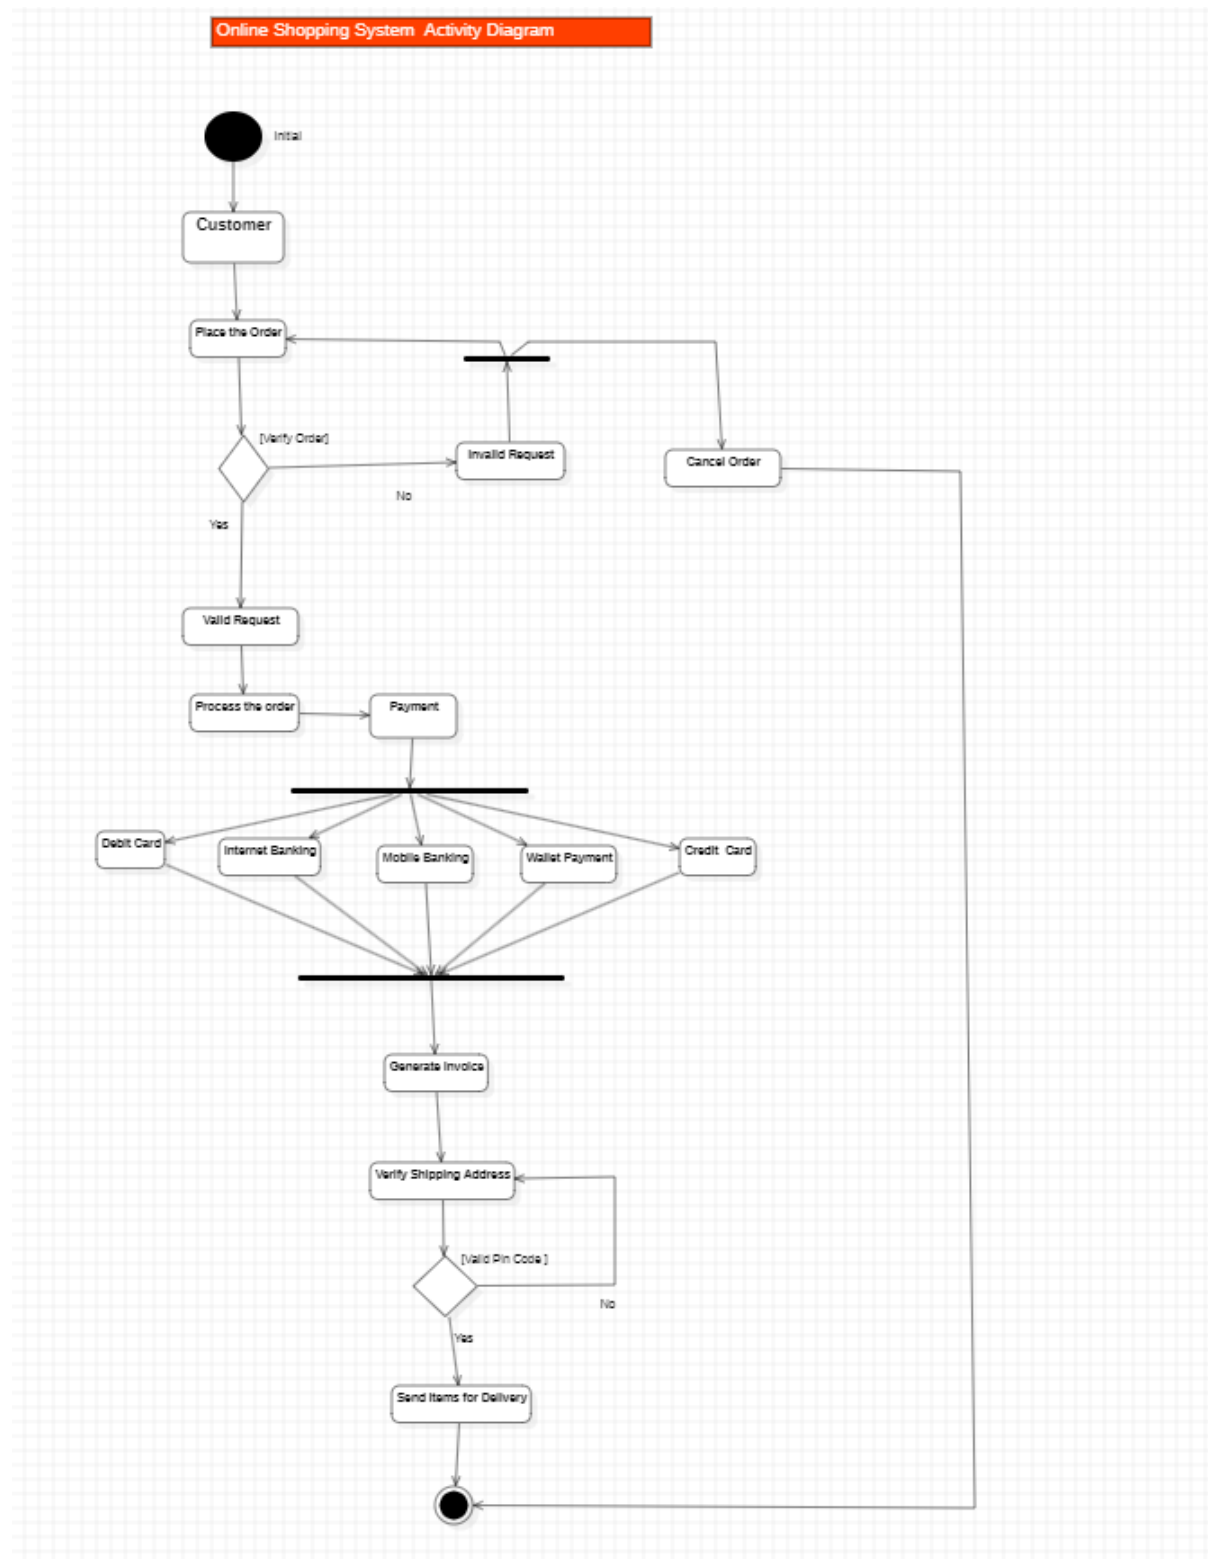 Online Shopping System  Activity Diagram
Initial
Customer
Place the Order
[Verify Order]
Invalid Request
Cancel Order
No
Yes
Valid Request
Process the order
Payment
Debit Card
Internet Banking
Mobile Banking
Wallet Payment
Credit  Card
Generate Invoice
Verify Shipping Address
[Valid Pin Code ]
No
Yes
Send Items for Delivery